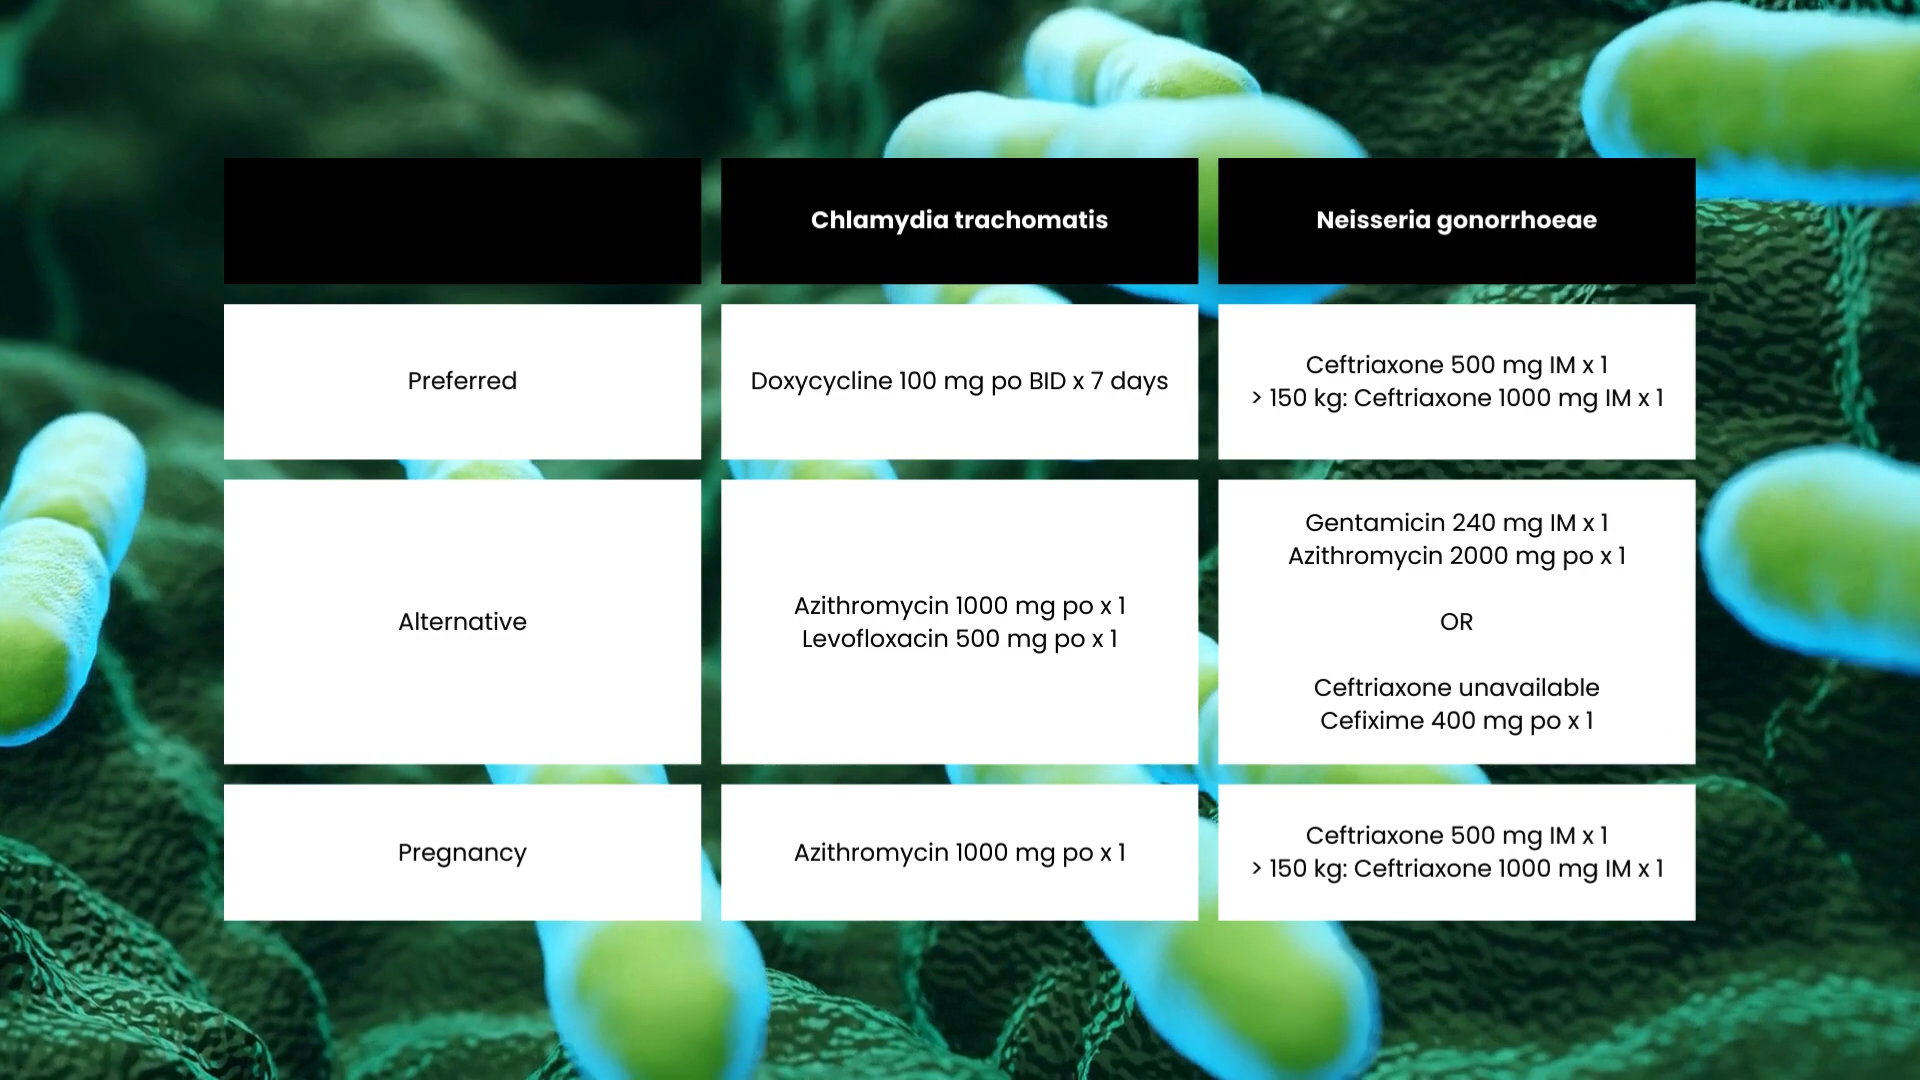 Chlamydia trachomatis
Neisseria gonorrhoeae
Preferred
Doxycycline 100 mg po BID x 7 days
Ceftriaxone 500 mg IM x 1
> 150 kg: Ceftriaxone 1000 mg IM x 1
Alternative
Azithromycin 1000 mg po x 1
Levofloxacin 500 mg po x 1
Gentamicin 240 mg IM x 1
Azithromycin 2000 mg po x 1
OR
Ceftriaxone unavailable
Cefixime 400 mg po x 1
Pregnancy
Azithromycin 1000 mg po x 1
Ceftriaxone 500 mg IM x 1
> 150 kg: Ceftriaxone 1000 mg IM x 1